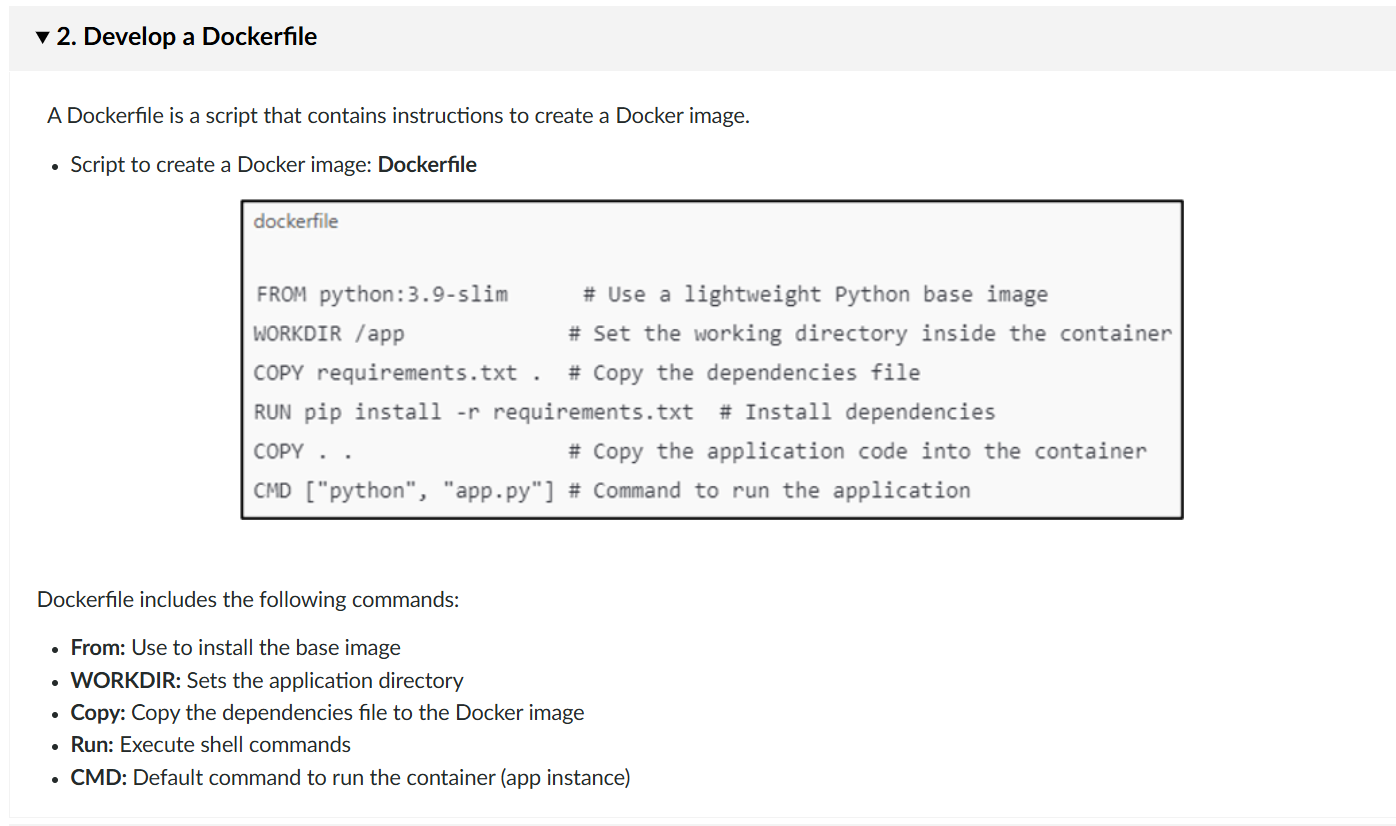 ▼ 2. Develop a Dockerfile
A Dockerfile is a script that contains instructions to create a Docker image.
• Script to create a Docker image: Dockerfile
dockerfile
FROM python:3.9-slim      # Use a lightweight Python base image
WORKDIR /app             # Set the working directory inside the container
COPY requirements.txt .  # Copy the dependencies file
RUN pip install -r requirements.txt  # Install dependencies
COPY . .                 # Copy the application code into the container
CMD ["python", "app.py"] # Command to run the application
Dockerfile includes the following commands:
• From: Use to install the base image
• WORKDIR: Sets the application directory
• Copy: Copy the dependencies file to the Docker image
• Run: Execute shell commands
• CMD: Default command to run the container (app instance)